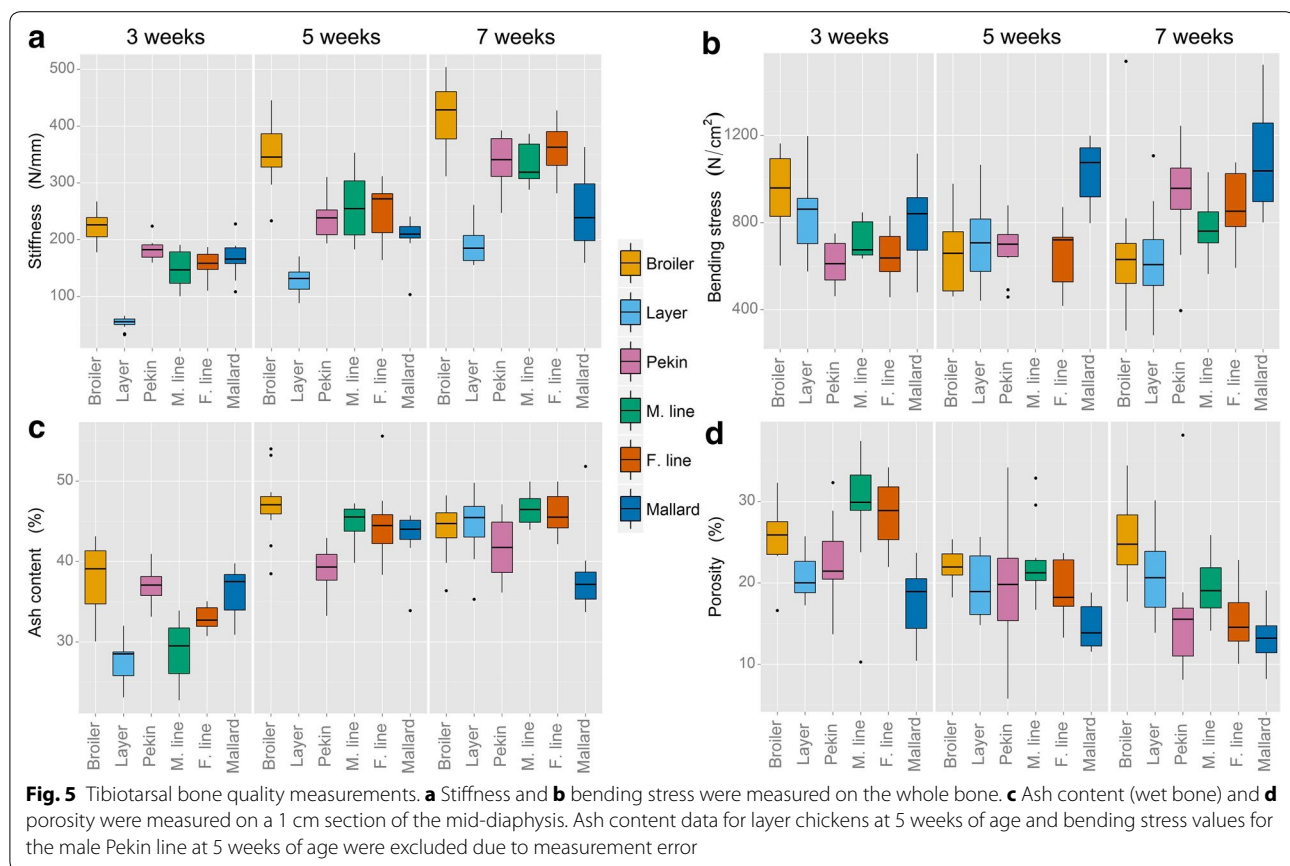 a
3 weeks
5 weeks
7 weeks
Stiffness (N/mm)
500
400
300
200
100
Broiler
Layer
Pekin
M. line
F. line
Mallard
Broiler
Layer
Pekin
M. line
F. line
Mallard
Broiler
Layer
Pekin
M. line
F. line
Mallard
b
3 weeks
5 weeks
7 weeks
Bending stress (N/cm²)
1200
800
400
Broiler
Layer
Pekin
M. line
F. line
Mallard
Broiler
Layer
Pekin
M. line
F. line
Mallard
Broiler
Layer
Pekin
M. line
F. line
Mallard
Broiler
Layer
Pekin
M. line
F. line
Mallard
c
Ash content (%)
50
40
30
Broiler
Layer
Pekin
M. line
F. line
Mallard
Broiler
Layer
Pekin
M. line
F. line
Mallard
Broiler
Layer
Pekin
M. line
F. line
Mallard
d
Porosity (%)
30
20
10
Broiler
Layer
Pekin
M. line
F. line
Mallard
Broiler
Layer
Pekin
M. line
F. line
Mallard
Broiler
Layer
Pekin
M. line
F. line
Mallard
Fig. 5 Tibiotarsal bone quality measurements. a Stiffness and b bending stress were measured on the whole bone. c Ash content (wet bone) and d
porosity were measured on a 1 cm section of the mid-diaphysis. Ash content data for layer chickens at 5 weeks of age and bending stress values for
the male Pekin line at 5 weeks of age were excluded due to measurement error